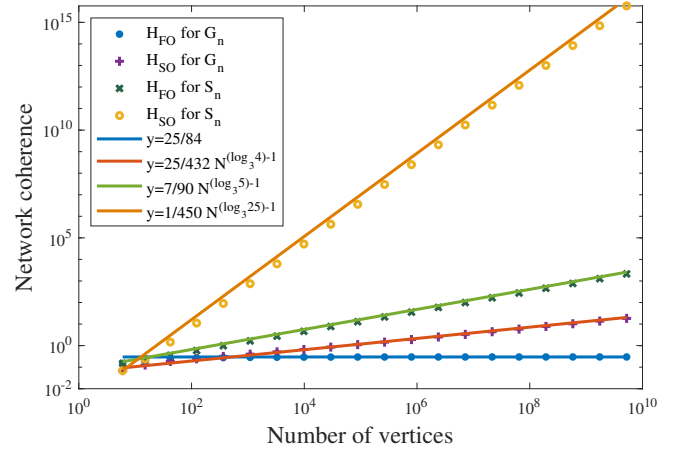 10^15
10^10
10^5
10^0
10^-2
Network coherence
H_FO for G_n
H_SO for G_n
H_FO for S_n
H_SO for S_n
y=25/84
y=25/432 N^(log_3 4)-1
y=7/90 N^(log_3 5)-1
y=1/450 N^(log_3 25)-1
10^0 10^2 10^4 10^6 10^8 10^10
Number of vertices